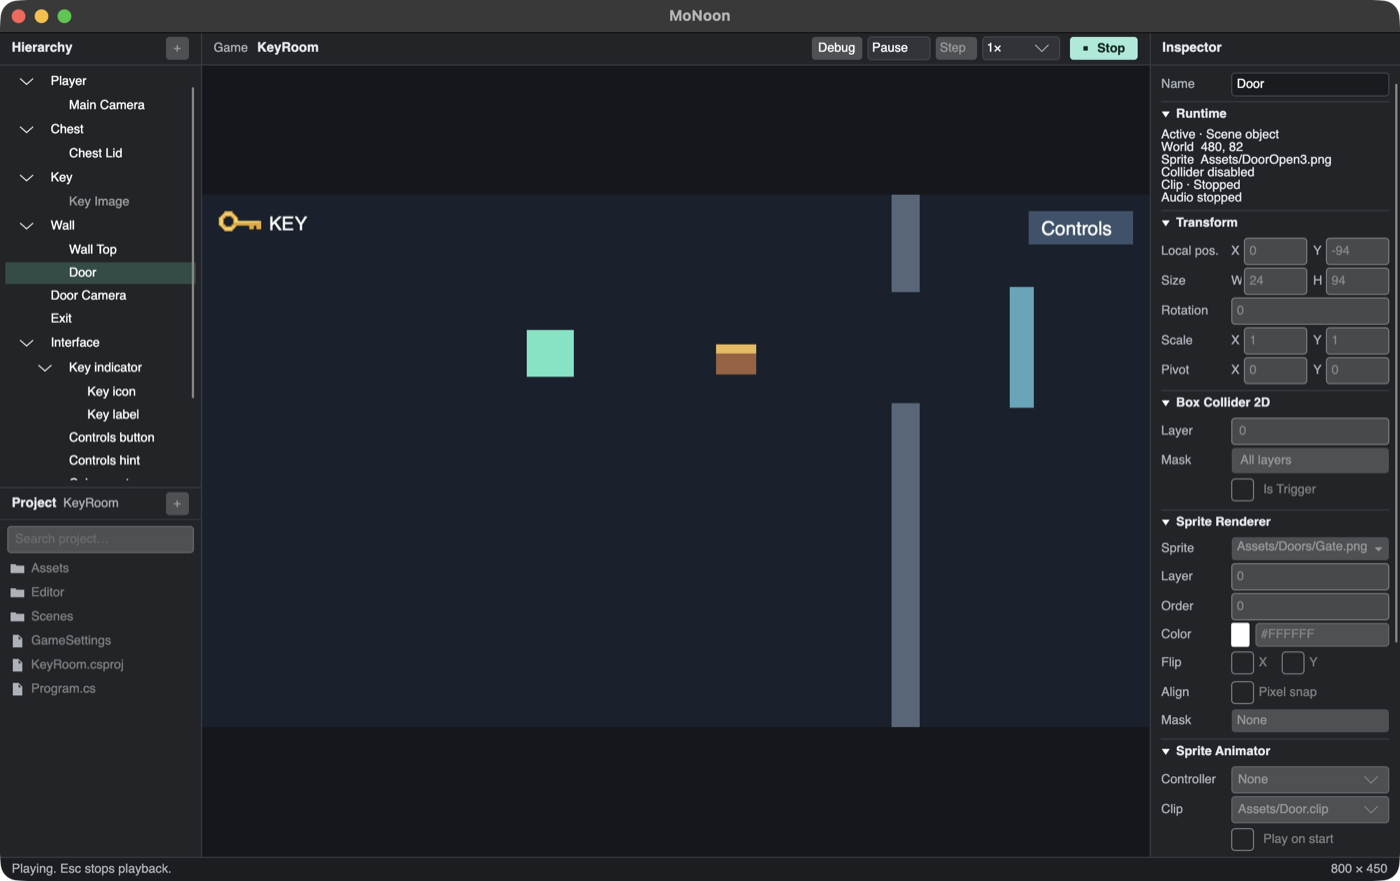 MoNoon
Hierarchy
+
Game KeyRoom
Debug
Pause
Step
1×
Stop
Inspector
Player
Main Camera
Chest
Chest Lid
Key
Key Image
Wall
Wall Top
Door
Door Camera
Exit
Interface
Key indicator
Key icon
Key label
Controls button
Controls hint
Project KeyRoom
+
Search project...
Assets
Editor
Scenes
GameSettings
KeyRoom.csproj
Program.cs
KEY
Controls
Name Door
Runtime
Active · Scene object
World 480, 82
Sprite Assets/DoorOpen3.png
Collider disabled
Clip · Stopped
Audio stopped
Transform
Local pos. X 0 Y -94
Size W 24 H 94
Rotation 0
Scale X 1 Y 1
Pivot X 0 Y 0
Box Collider 2D
Layer 0
Mask All layers
Is Trigger
Sprite Renderer
Sprite Assets/Doors/Gate.png
Layer 0
Order 0
Color #FFFFFF
Flip X Y
Align Pixel snap
Mask None
Sprite Animator
Controller None
Clip Assets/Door.clip
Play on start
Playing. Esc stops playback.
800 × 450